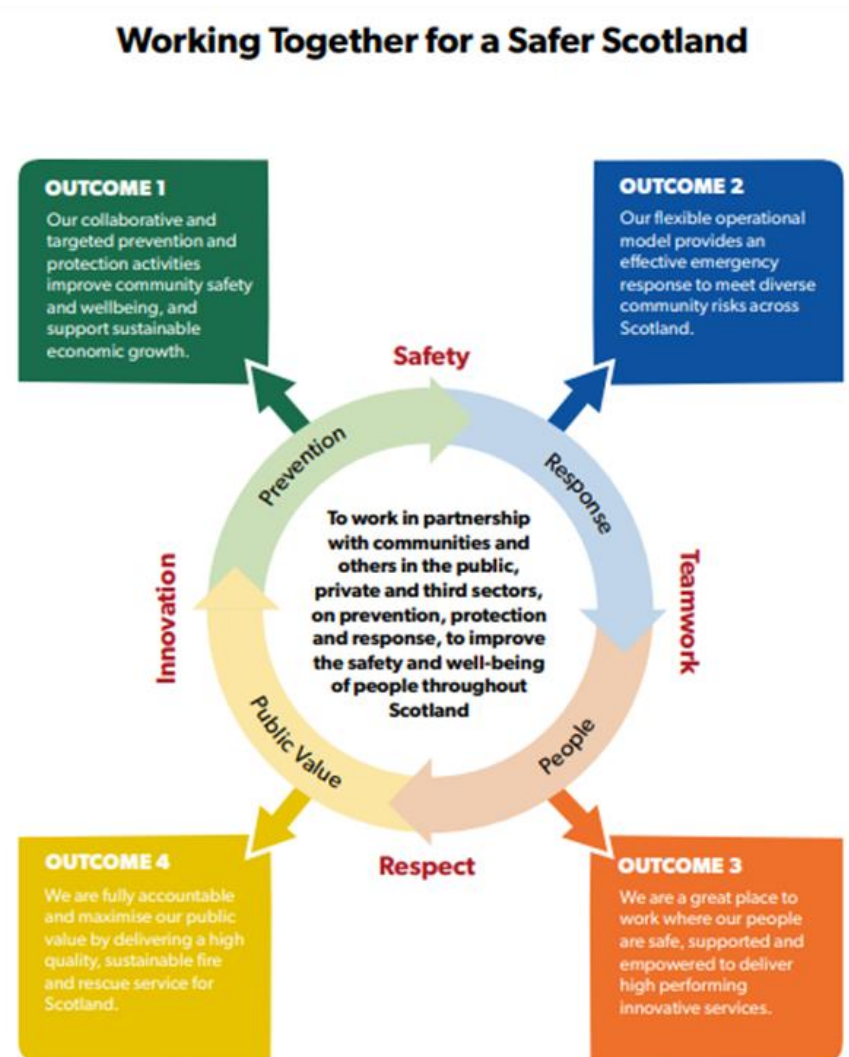 Working Together for a Safer Scotland
OUTCOME 1
Our collaborative and
targeted prevention and
protection activities
improve community safety
and wellbeing, and
support sustainable
economic growth.
OUTCOME 2
Our flexible operational
model provides an
effective emergency
response to meet diverse
community risks across
Scotland.
Safety
Prevention
Response
Innovation
To work in partnership
with communities and
others in the public,
private and third sectors,
on prevention, protection
and response, to improve
the safety and well-being
of people throughout
Scotland
Teamwork
Public Value
People
Respect
OUTCOME 4
We are fully accountable
and maximise our public
value by delivering a high
quality, sustainable fire
and rescue service for
Scotland.
OUTCOME 3
We are a great place to
work where our people
are safe, supported and
empowered to deliver
high performing
innovative services.